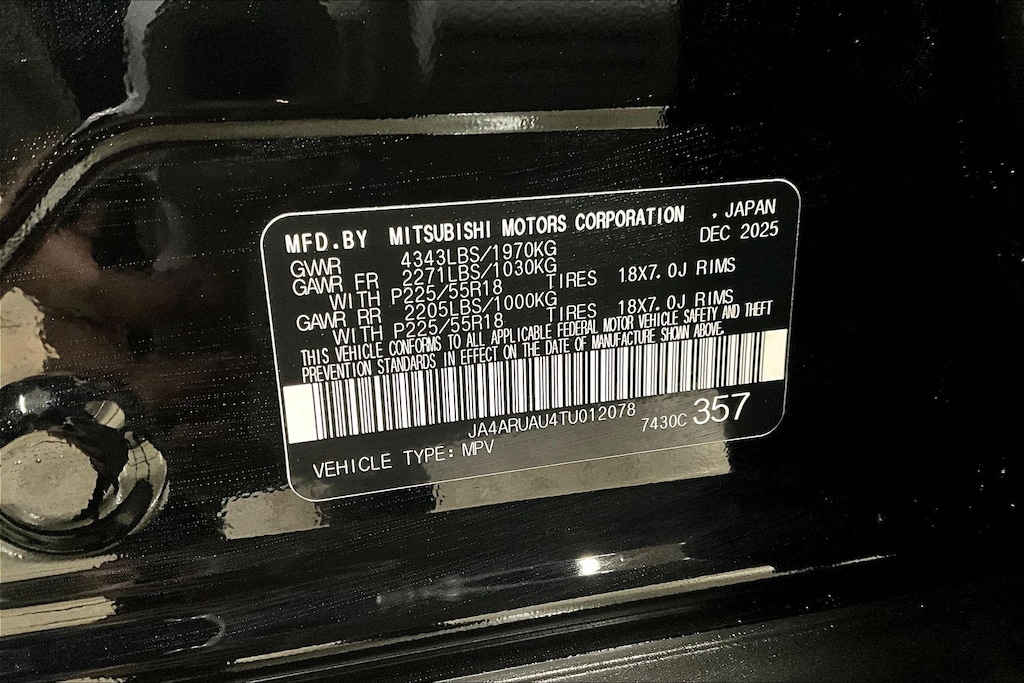 MFD.BY MITSUBISHI MOTORS CORPORATION , JAPAN
DEC 2025
GVWR 4343LBS/1970KG
GAWR FR 2271LBS/1030KG
WITH P225/55R18 TIRES 18X7.0J RIMS
GAWR RR 2205LBS/1000KG
WITH P225/55R18 TIRES 18X7.0J RIMS
THIS VEHICLE CONFORMS TO ALL APPLICABLE FEDERAL MOTOR VEHICLE SAFETY AND THEFT
PREVENTION STANDARDS IN EFFECT ON THE DATE OF MANUFACTURE SHOWN ABOVE.
JA4ARUAU4TU012078 7430C 357
VEHICLE TYPE: MPV